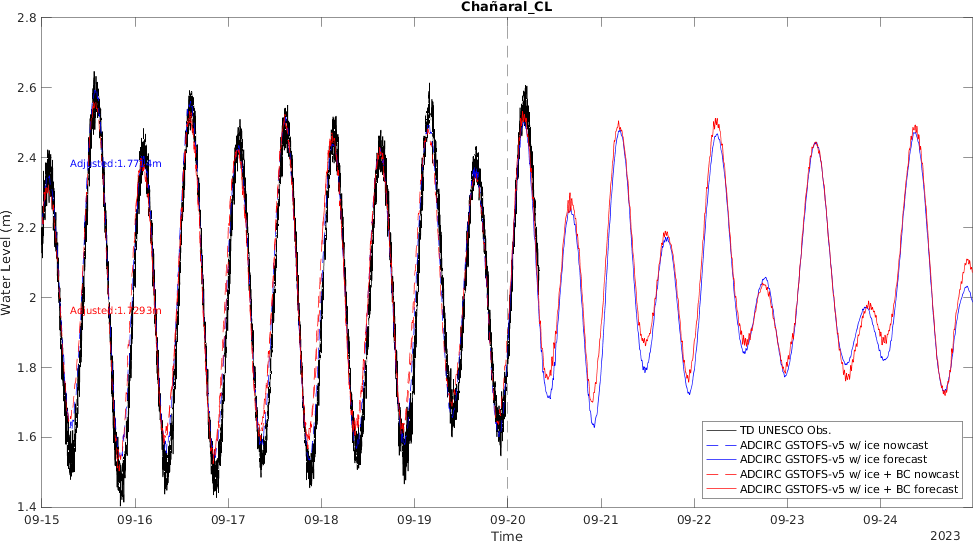 Chañaral_CL
2.8
2.6
2.4
2.2
2
1.8
1.6
1.4
Water Level (m)
Adjusted:1.7293m
TD UNESCO Obs.
ADCIRC GSTOFS-v5 w/ ice nowcast
ADCIRC GSTOFS-v5 w/ ice forecast
ADCIRC GSTOFS-v5 w/ ice + BC nowcast
ADCIRC GSTOFS-v5 w/ ice + BC forecast
09-15 09-16 09-17 09-18 09-19 09-20 09-21 09-22 09-23 09-24
Time
2023